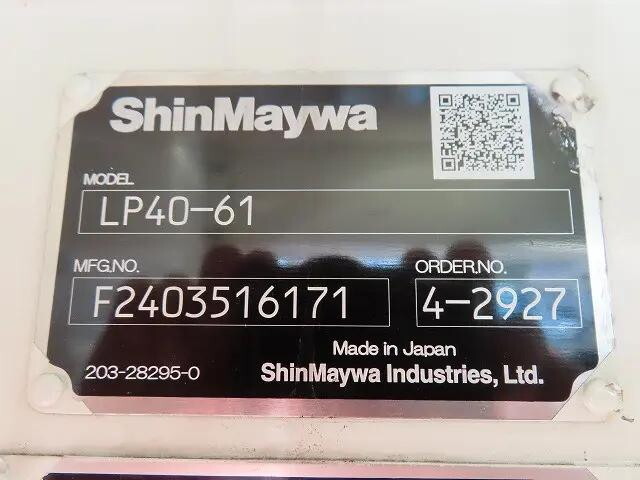 ShinMaywa
MODEL
LP40-61
MFG.NO.
F2403516171
ORDER.NO.
4-2927
Made in Japan
203-28295-0
ShinMaywa Industries, Ltd.